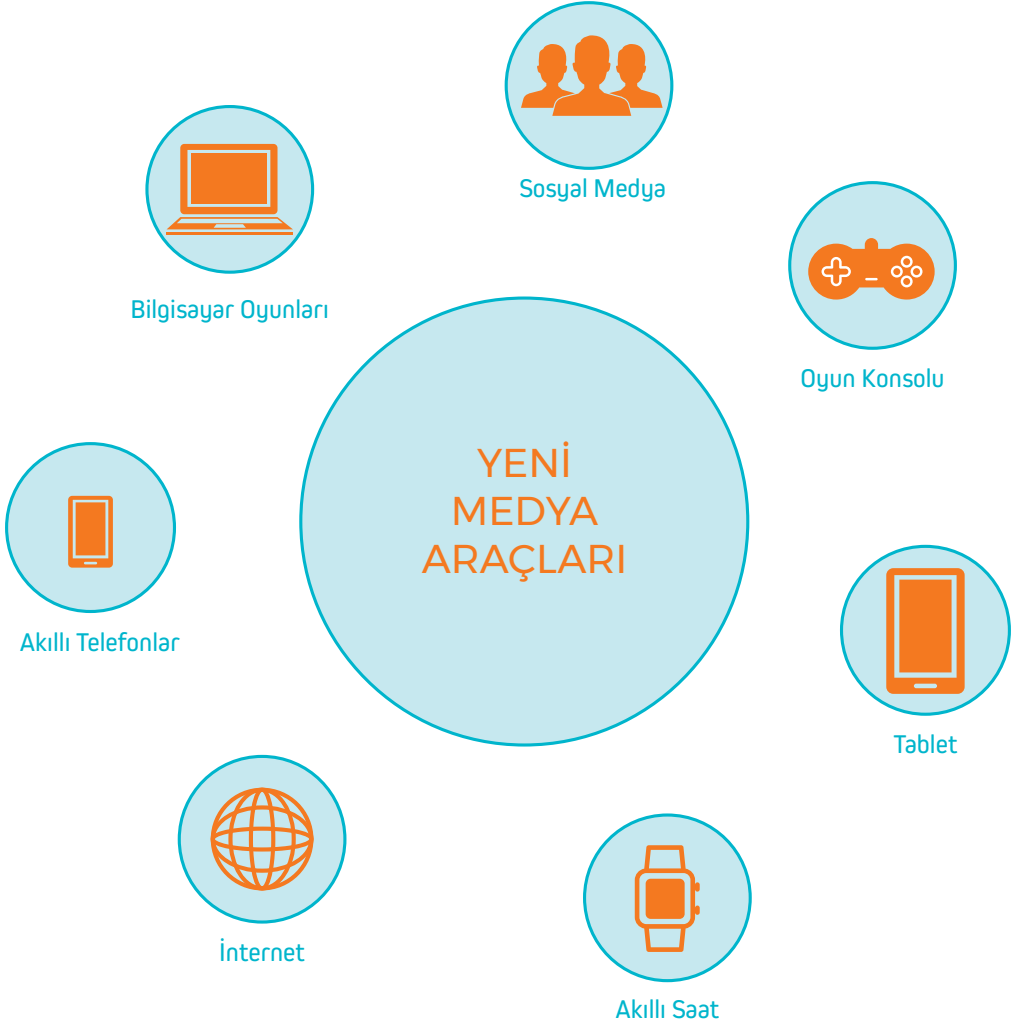 Sosyal Medya
Bilgisayar Oyunları
Oyun Konsolu
YENİ
MEDYA
ARAÇLARI
Akıllı Telefonlar
Tablet
İnternet
Akıllı Saat